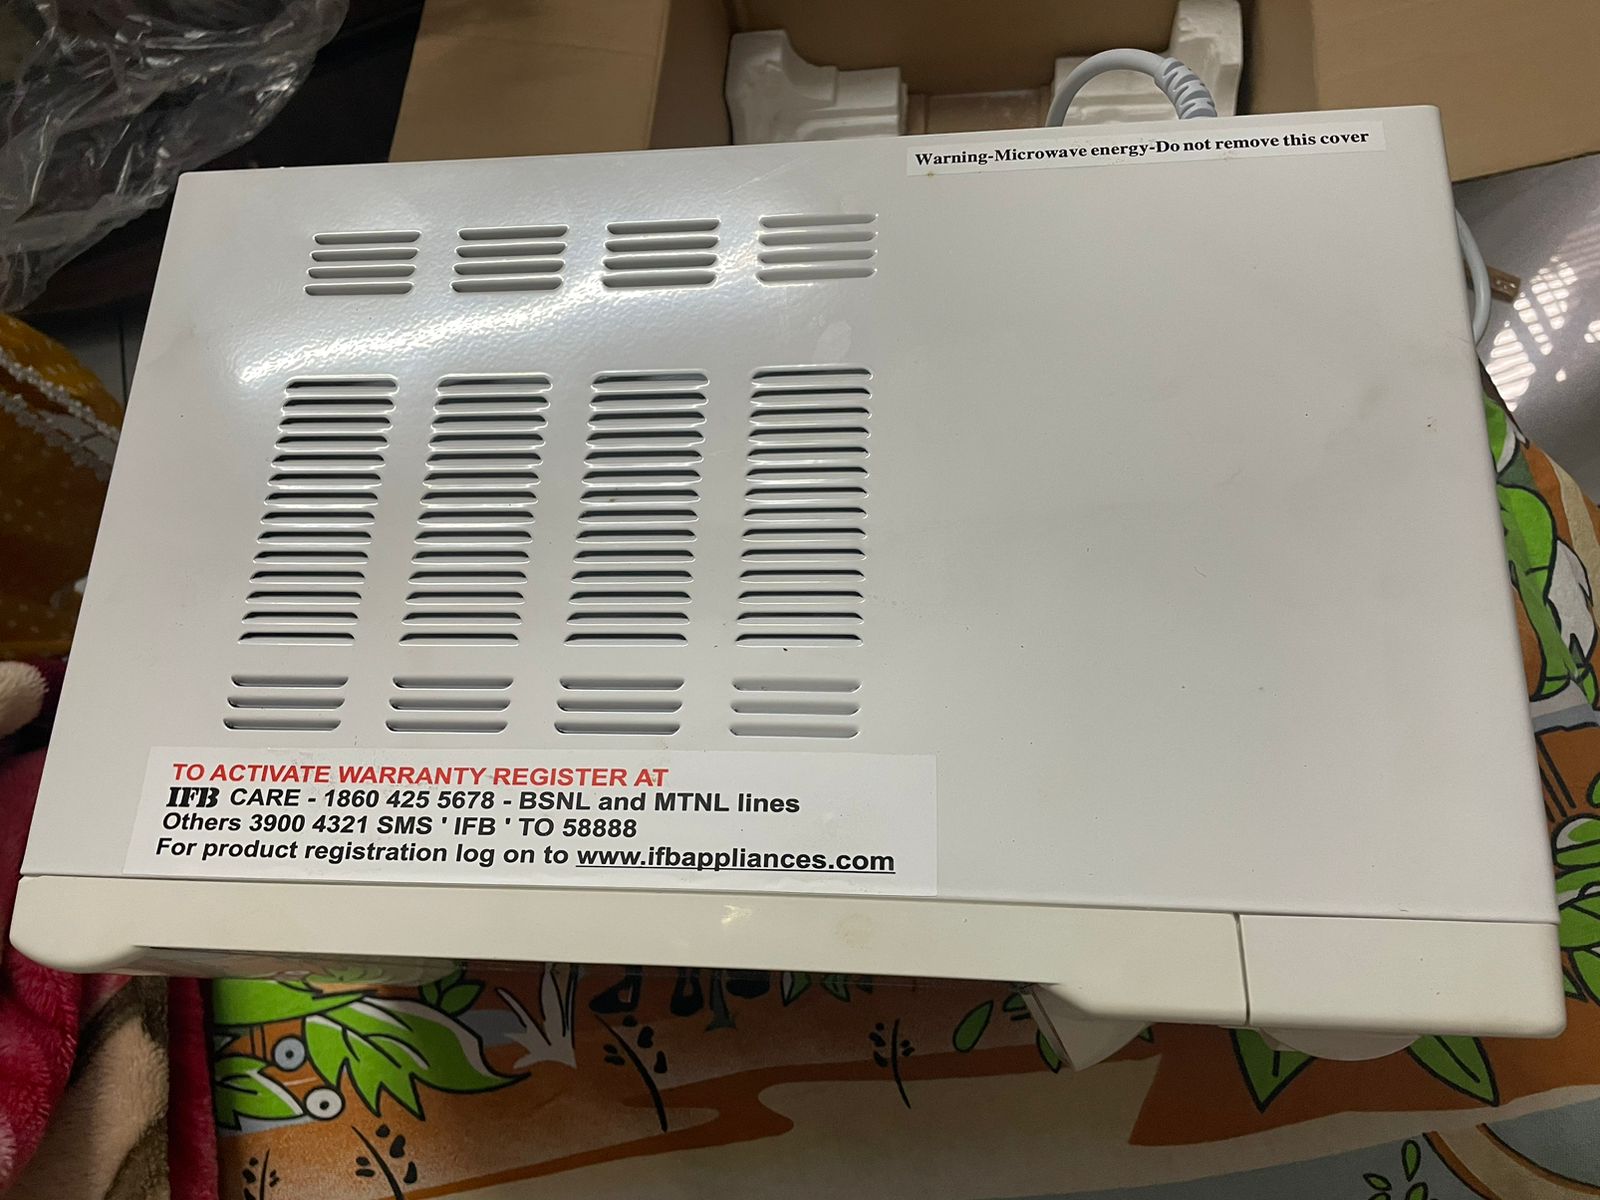 Warning-Microwave energy-Do not remove this cover
TO ACTIVATE WARRANTY REGISTER AT
IFB CARE - 1860 425 5678 - BSNL and MTNL lines
Others 3900 4321 SMS ' IFB ' TO 58888
For product registration log on to www.ifbappliances.com